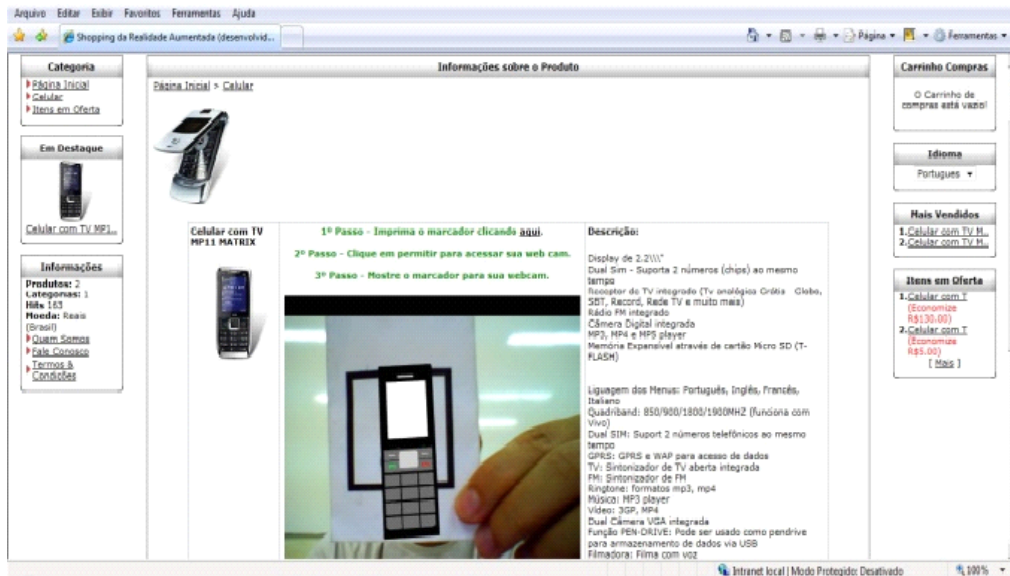 Arquivo Editar Exibir Favoritos Ferramentas Ajuda
Shopping da Realidade Aumentada (desenvolvid...
Página
Ferramentas
Categoria
Página Inicial
Celular
Itens em Oferta
Em Destaque
Celular com TV MP1...
Informações
Produtos: 2
Categorias: 1
Hits 163
Moeda: Reais
(Brasil)
Quem Somos
Fale Conosco
Termos &
Condições
Informações sobre o Produto
Página Inicial > Celular
Celular com TV
MP11 MATRIX
1º Passo - Imprima o marcador clicando aqui.
2º Passo - Clique em permitir para acessar sua web cam.
3º Passo - Mostre o marcador para sua webcam.
Descrição:
Display de 2.2\\\"
Dual Sim - Suporta 2 números (chips) ao mesmo
tempo
Receptor de TV integrado (Tv analógica Grátis Globo,
SBT, Record, Rede TV e muito mais)
Rádio FM integrado
Câmera Digital integrada
MP3, MP4 e MP5 player
Memória Expansível através de cartão Micro SD (T-
FLASH)
Liguagem dos Menus: Português, Inglês, Francês,
Italiano
Quadriband: 850/900/1800/1900MHZ (funciona com
Vivo)
Dual SIM: Suport 2 números telefônicos ao mesmo
tempo
GPRS: GPRS e WAP para acesso de dados
TV: Sintonizador de TV aberta integrada
FM: Sintonizador de FM
Ringtone: formatos mp3, mp4
Música: MP3 player
Vídeo: 3GP, MP4
Dual Câmera VGA integrada
Função PEN-DRIVE: Pode ser usado como pendrive
para armazenamento de dados via USB
Filmadora: Filma com voz
Carrinho Compras
O Carrinho de
compras está vazio!
Idioma
Portugues
Mais Vendidos
1.Celular com TV M...
2.Celular com TV M...
Itens em Oferta
1.Celular com T
(Economize
R$130.00)
2.Celular com T
(Economize
R$5.00)
[ Mais ]
Intranet local | Modo Protegido: Desativado
100%